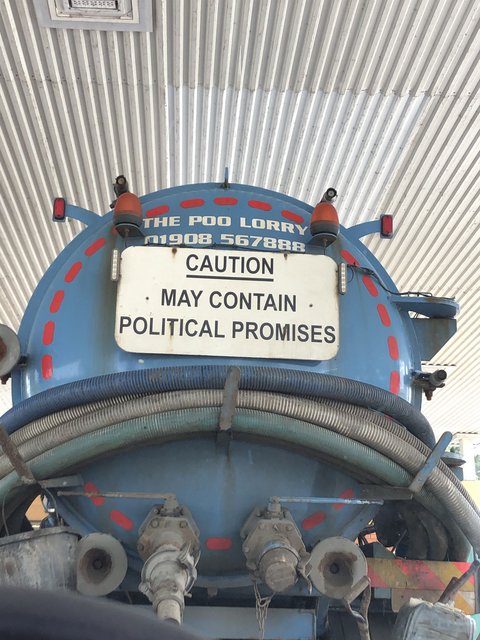 THE POO LORRY
01908 567888
CAUTION
MAY CONTAIN
POLITICAL PROMISES